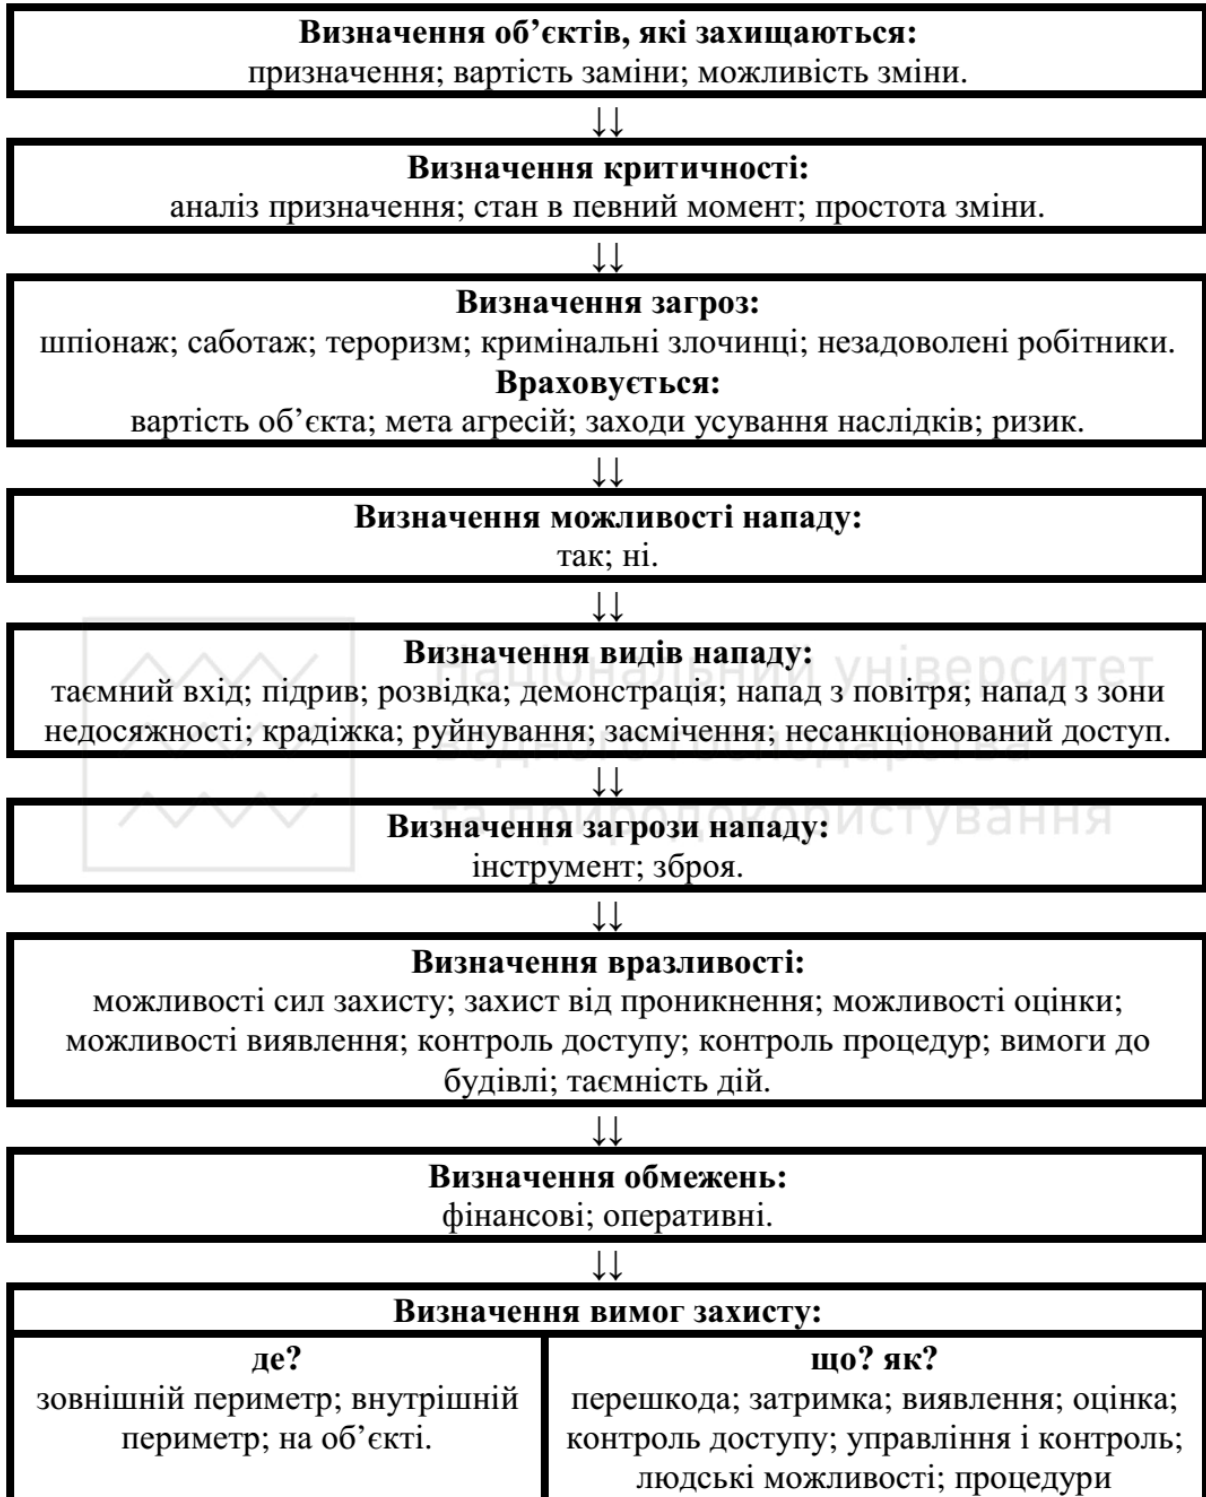 Визначення об’єктів, які захищаються:
призначення; вартість заміни; можливість зміни.
↓↓
Визначення критичності:
аналіз призначення; стан в певний момент; простота зміни.
↓↓
Визначення загроз:
шпіонаж; саботаж; тероризм; кримінальні злочинці; незадоволені робітники.
Враховується:
вартість об’єкта; мета агресій; заходи усування наслідків; ризик.
↓↓
Визначення можливості нападу:
так; ні.
↓↓
Національний університет
Визначення видів нападу:
таємний вхід; підрив; розвідка; демонстрація; напад з повітря; напад з зони
недосяжності; крадіжка; руйнування; засмічення; несанкціонований доступ.
водного господарства
↓↓
та природокористування
Визначення загрози нападу:
інструмент; зброя.
↓↓
Визначення вразливості:
можливості сил захисту; захист від проникнення; можливості оцінки;
можливості виявлення; контроль доступу; контроль процедур; вимоги до
будівлі; таємність дій.
↓↓
Визначення обмежень:
фінансові; оперативні.
↓↓
Визначення вимог захисту:
де?
зовнішній периметр; внутрішній
периметр; на об’єкті.
що? як?
перешкода; затримка; виявлення; оцінка;
контроль доступу; управління і контроль;
людські можливості; процедури